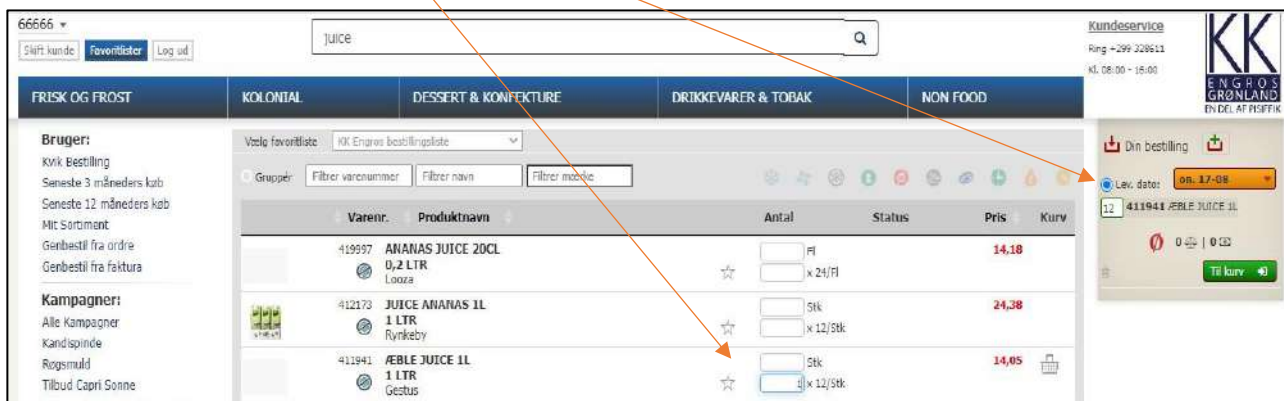 66666
Skift kunde Favoritlister Log ud
juice
Kundeservice
Ring +299 328611
Kl. 08:00 - 16:00
KK
ENGROS
GRØNLAND
EN DEL AF PISIFFIK
FRISK OG FROST KOLONIAL DESSERT & KONFEKTURE DRIKKEVARER & TOBAK NON FOOD
Bruger:
Kvik Bestilling
Seneste 3 måneders køb
Seneste 12 måneders køb
Mit Sortiment
Genbestil fra ordre
Genbestil fra faktura
Kampagner:
Alle Kampagner
Kandispinde
Røgsmuld
Tilbud Capri Sonne
Vælg favoritliste KK Engros bestillingsliste
Gruppér Filtrer varenummer Filtrer navn Filtrer mærke
Varenr. Produktnavn Antal Status Pris Kurv
419997 ANANAS JUICE 20CL Fl 14,18
0,2 LTR x 24/Fl
Looza
412173 JUICE ANANAS 1L Stk 24,38
1 LTR x 12/Stk
Rynkeby
411941 ÆBLE JUICE 1L Stk 14,05
1 LTR 1 x 12/Stk
Gestus
Din bestilling
Lev. dato: on. 17-08
12 411941 ÆBLE JUICE 1L
0 | 0
Til kurv